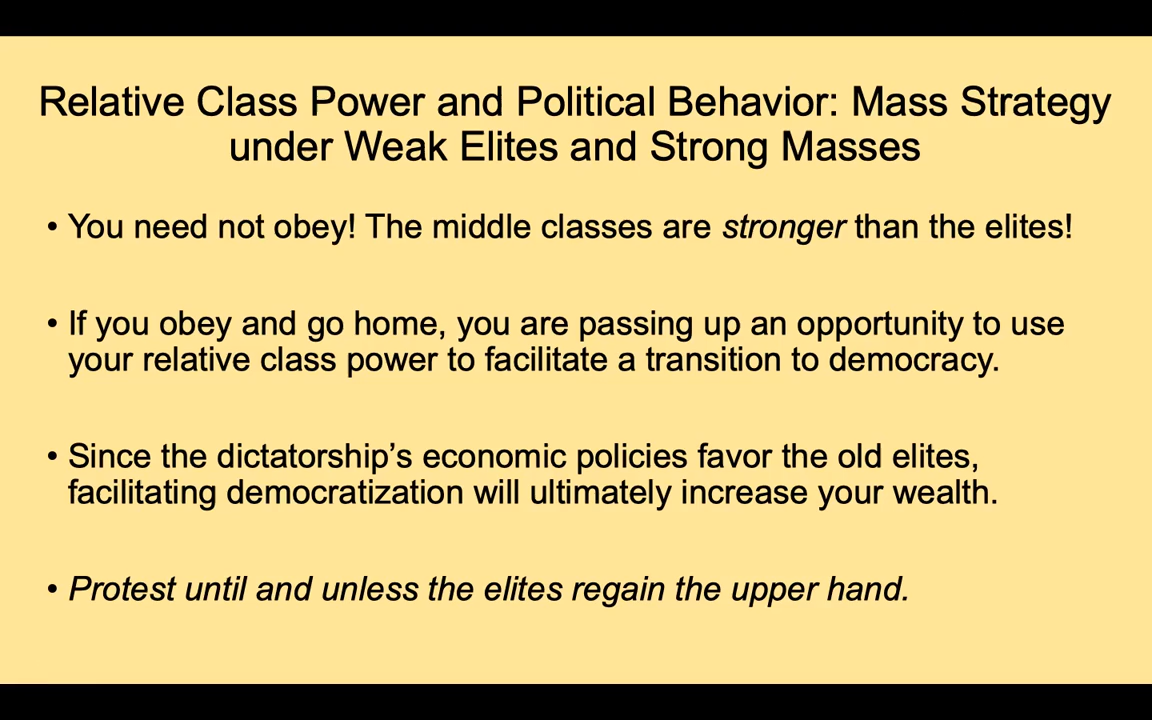 Relative Class Power and Political Behavior: Mass Strategy
under Weak Elites and Strong Masses
• You need not obey! The middle classes are stronger than the elites!
• If you obey and go home, you are passing up an opportunity to use
your relative class power to facilitate a transition to democracy.
• Since the dictatorship’s economic policies favor the old elites,
facilitating democratization will ultimately increase your wealth.
• Protest until and unless the elites regain the upper hand.